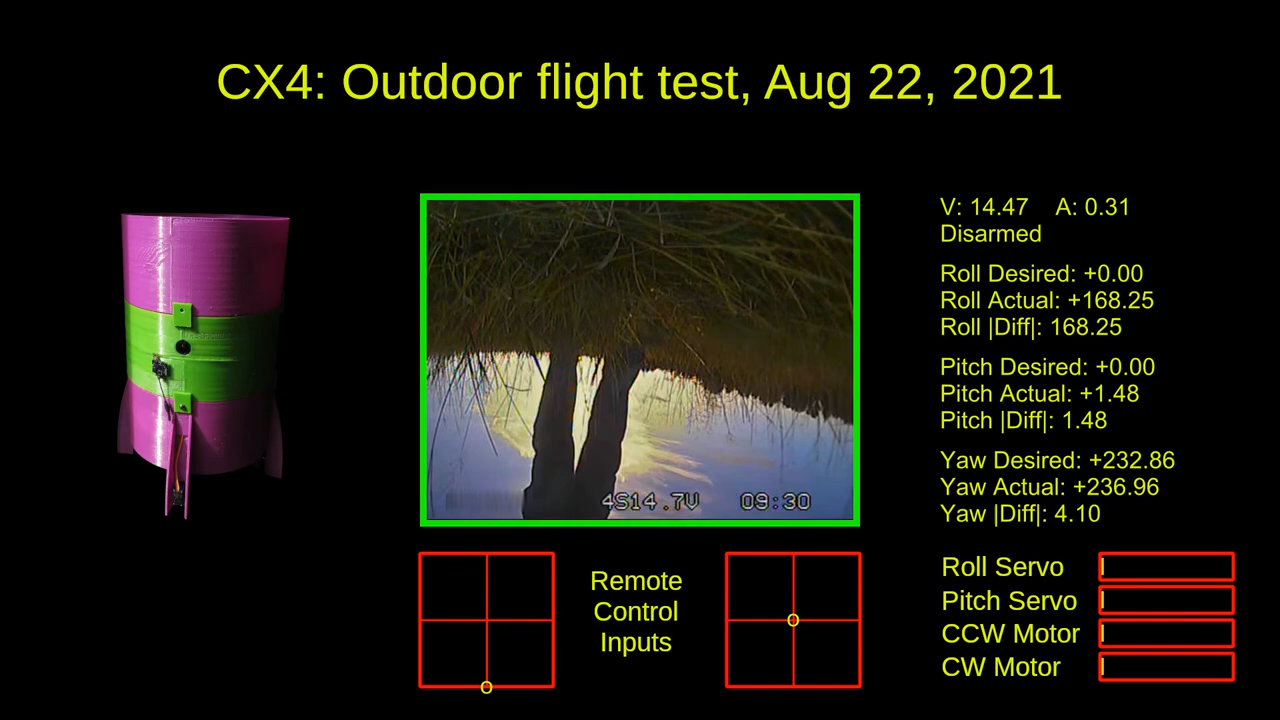 CX4: Outdoor flight test, Aug 22, 2021
V: 14.47 A: 0.31
Disarmed
Roll Desired: +0.00
Roll Actual: +168.25
Roll |Diff|: 168.25
Pitch Desired: +0.00
Pitch Actual: +1.48
Pitch |Diff|: 1.48
Yaw Desired: +232.86
Yaw Actual: +236.96
Yaw |Diff|: 4.10
4S14.7V 09:30
Remote
Control
Inputs
Roll Servo
Pitch Servo
CCW Motor
CW Motor